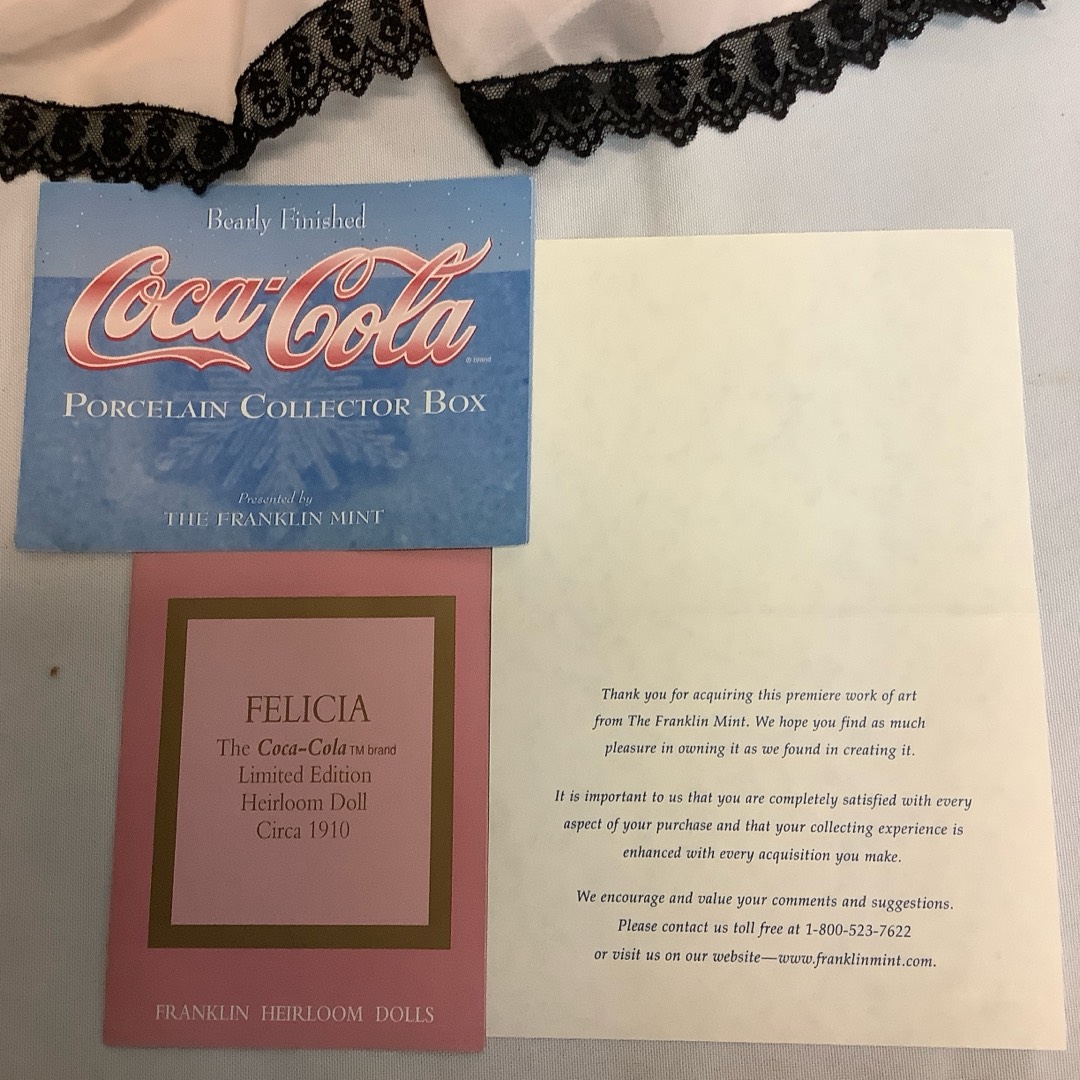 Bearly Finished
Coca-Cola
® brand
PORCELAIN COLLECTOR BOX
Presented by
THE FRANKLIN MINT
FELICIA
The Coca-Cola TM brand
Limited Edition
Heirloom Doll
Circa 1910
FRANKLIN HEIRLOOM DOLLS
Thank you for acquiring this premiere work of art
from The Franklin Mint. We hope you find as much
pleasure in owning it as we found in creating it.
It is important to us that you are completely satisfied with every
aspect of your purchase and that your collecting experience is
enhanced with every acquisition you make.
We encourage and value your comments and suggestions.
Please contact us toll free at 1-800-523-7622
or visit us on our website—www.franklinmint.com.